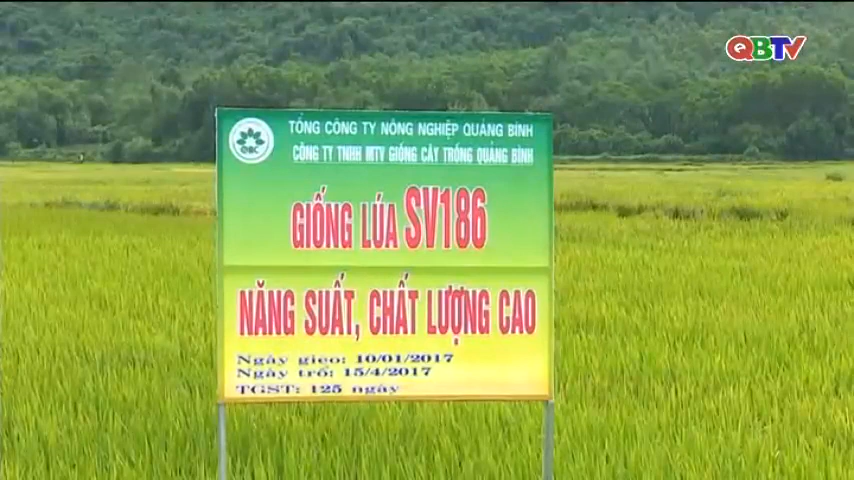 QBTV
TỔNG CÔNG TY NÔNG NGHIỆP QUẢNG BÌNH
CÔNG TY TNHH MTV GIỐNG CÂY TRỒNG QUẢNG BÌNH
GIỐNG LÚA SV186
NĂNG SUẤT, CHẤT LƯỢNG CAO
Ngày gieo: 10/01/2017
Ngày trổ: 15/4/2017
TGST: 125 ngày